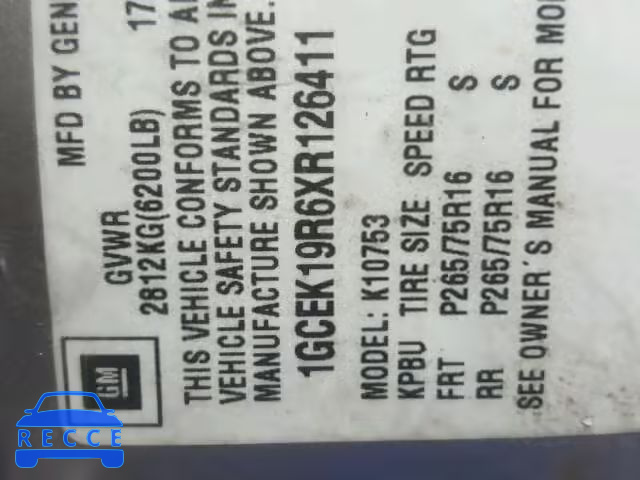 MFD BY GEN
GVWR 17
2812KG(6200LB)
THIS VEHICLE CONFORMS TO A
VEHICLE SAFETY STANDARDS IN
MANUFACTURE SHOWN ABOVE.
1GCEK19R6XR126411
MODEL: K10753
KPBU TIRE SIZE SPEED RTG
FRT P265/75R16 S
RR P265/75R16 S
SEE OWNER'S MANUAL FOR MO
GM
RECCE